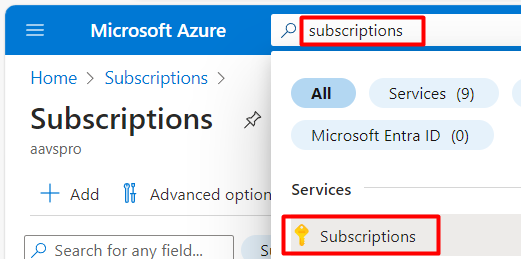 Microsoft Azure
subscriptions
Home > Subscriptions >
Subscriptions
aavspro
+ Add
Advanced option
Search for any field...
Su
All
Services (9)
Microsoft Entra ID (0)
Services
Subscriptions